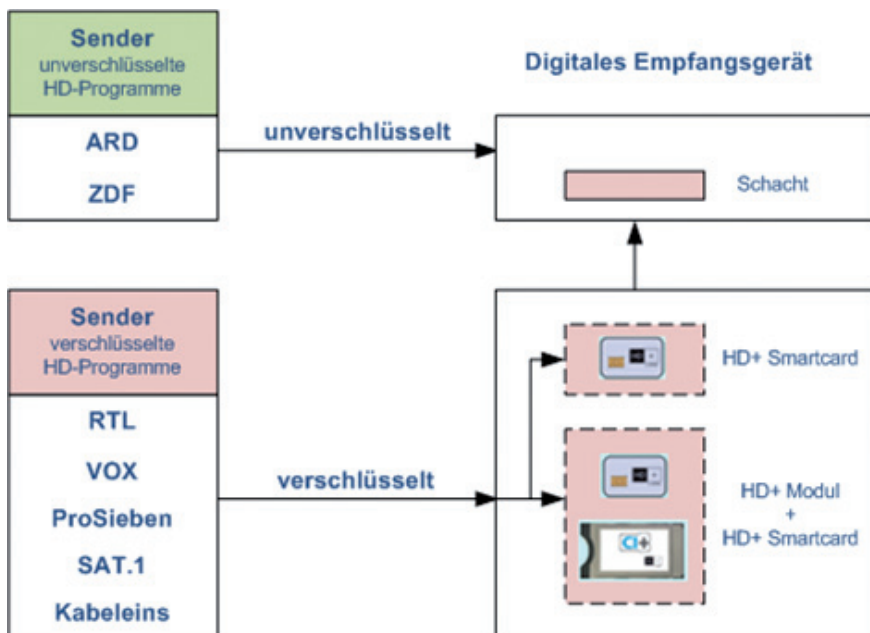 Sender
unverschlüsselte
HD-Programme
ARD
ZDF
unverschlüsselt
Digitales Empfangsgerät
Schacht
Sender
verschlüsselte
HD-Programme
RTL
VOX
ProSieben
SAT.1
Kabeleins
verschlüsselt
HD+ Smartcard
HD+ Modul
+
HD+ Smartcard
CI+